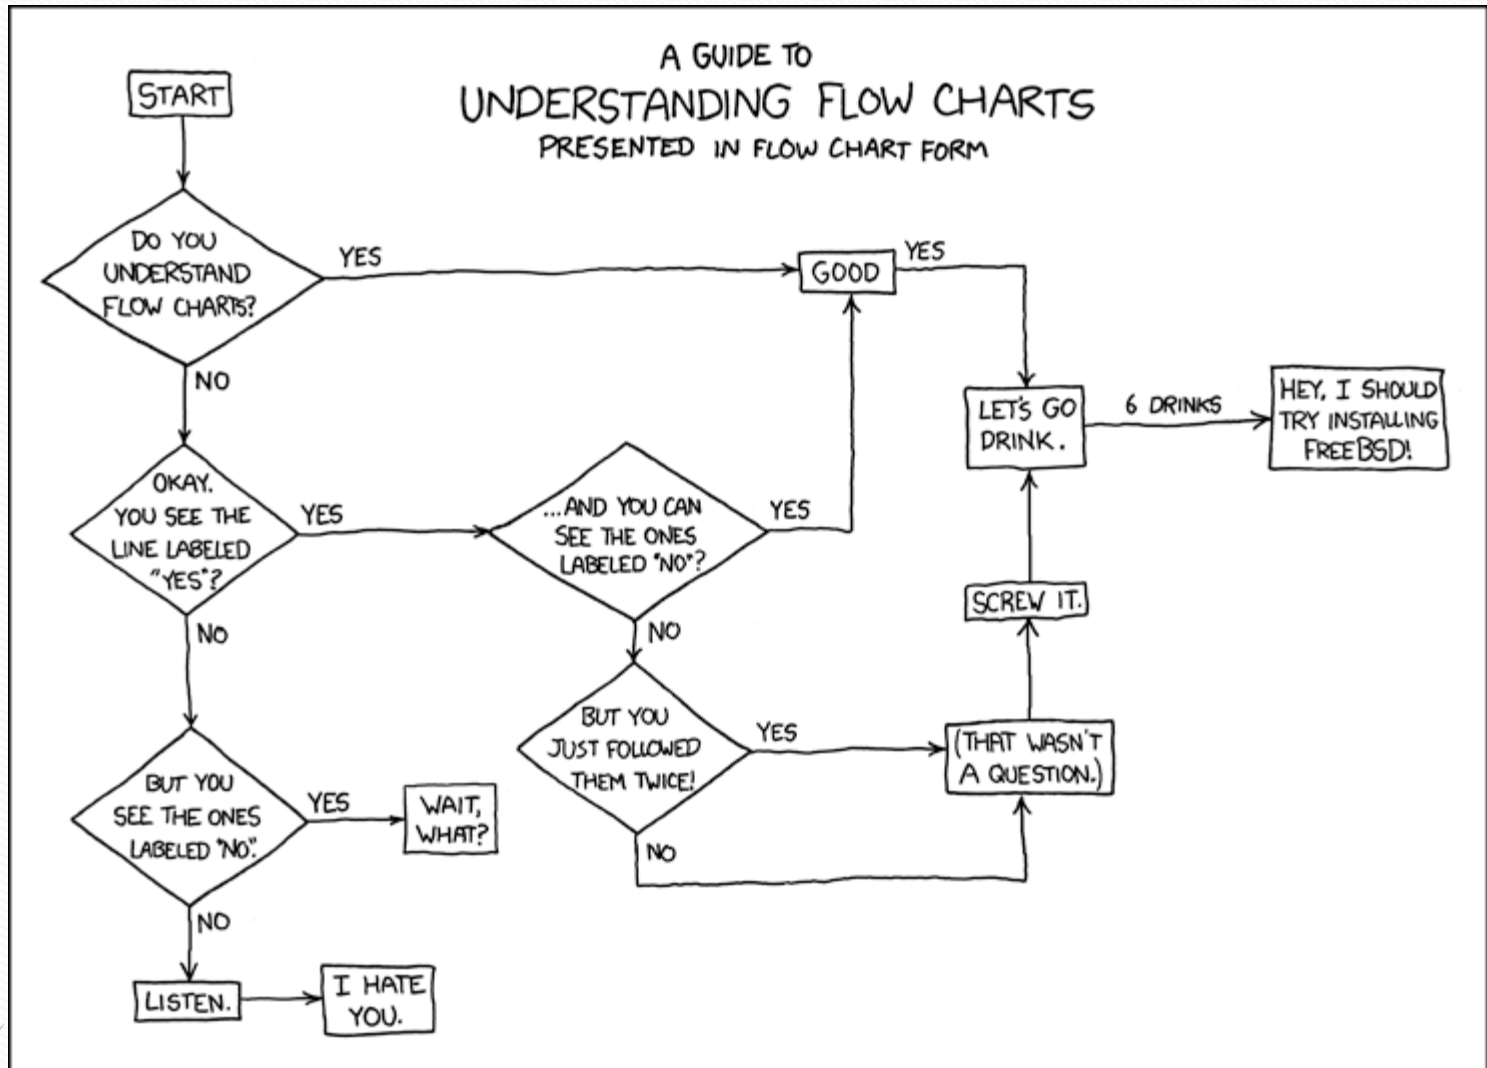 A GUIDE TO
UNDERSTANDING FLOW CHARTS
PRESENTED IN FLOW CHART FORM
START
DO YOU
UNDERSTAND
FLOW CHARTS?
YES
GOOD
YES
NO
LET'S GO
DRINK.
6 DRINKS
HEY, I SHOULD
TRY INSTALLING
FREEBSD!
OKAY.
YOU SEE THE
LINE LABELED
"YES"?
YES
...AND YOU CAN
SEE THE ONES
LABELED "NO"?
YES
NO
NO
SCREW IT.
BUT YOU
JUST FOLLOWED
THEM TWICE!
YES
(THAT WASN'T
A QUESTION.)
NO
BUT YOU
SEE THE ONES
LABELED "NO".
YES
WAIT,
WHAT?
NO
LISTEN.
I HATE
YOU.